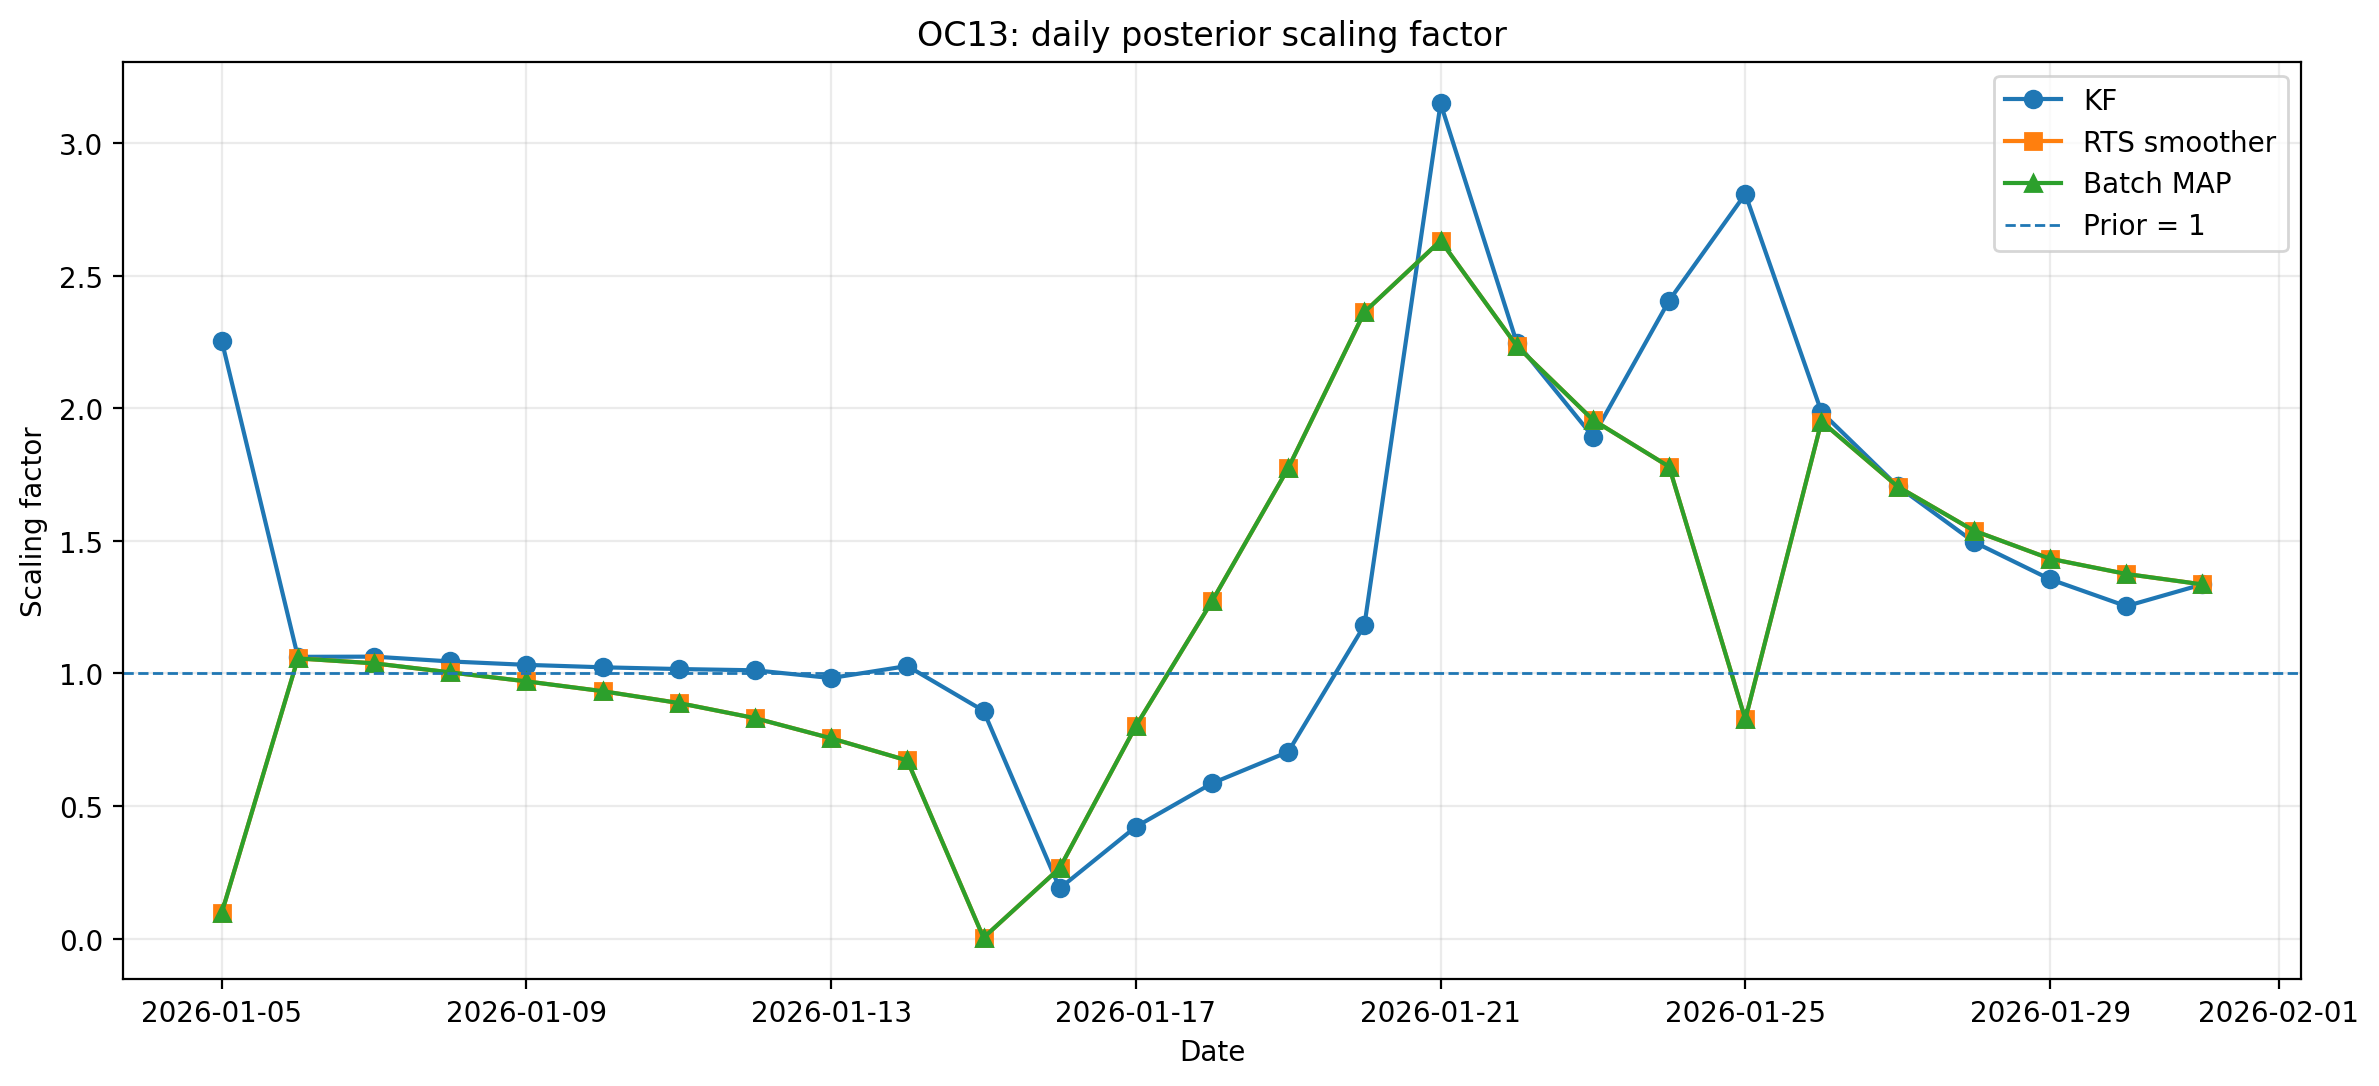 OC13: daily posterior scaling factor
KF
RTS smoother
Batch MAP
Prior = 1
Scaling factor
3.0
2.5
2.0
1.5
1.0
0.5
0.0
2026-01-05 2026-01-09 2026-01-13 2026-01-17 2026-01-21 2026-01-25 2026-01-29 2026-02-01
Date